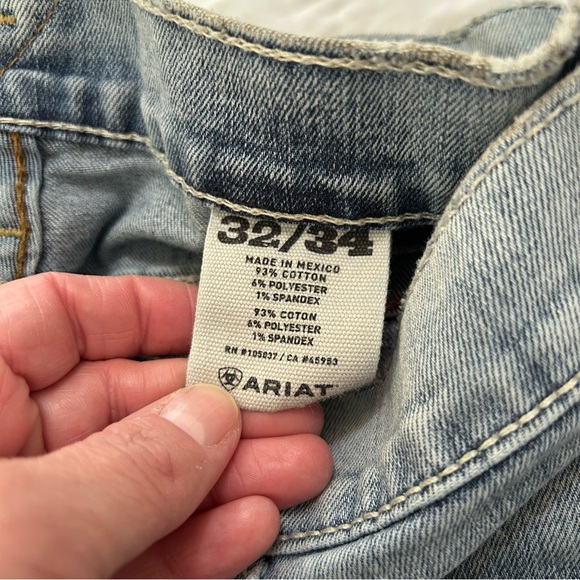 32/34
MADE IN MEXICO
93% COTTON
6% POLYESTER
1% SPANDEX
93% COTON
6% POLYESTER
1% SPANDEX
RN #105037 / CA #45953
ARIAT